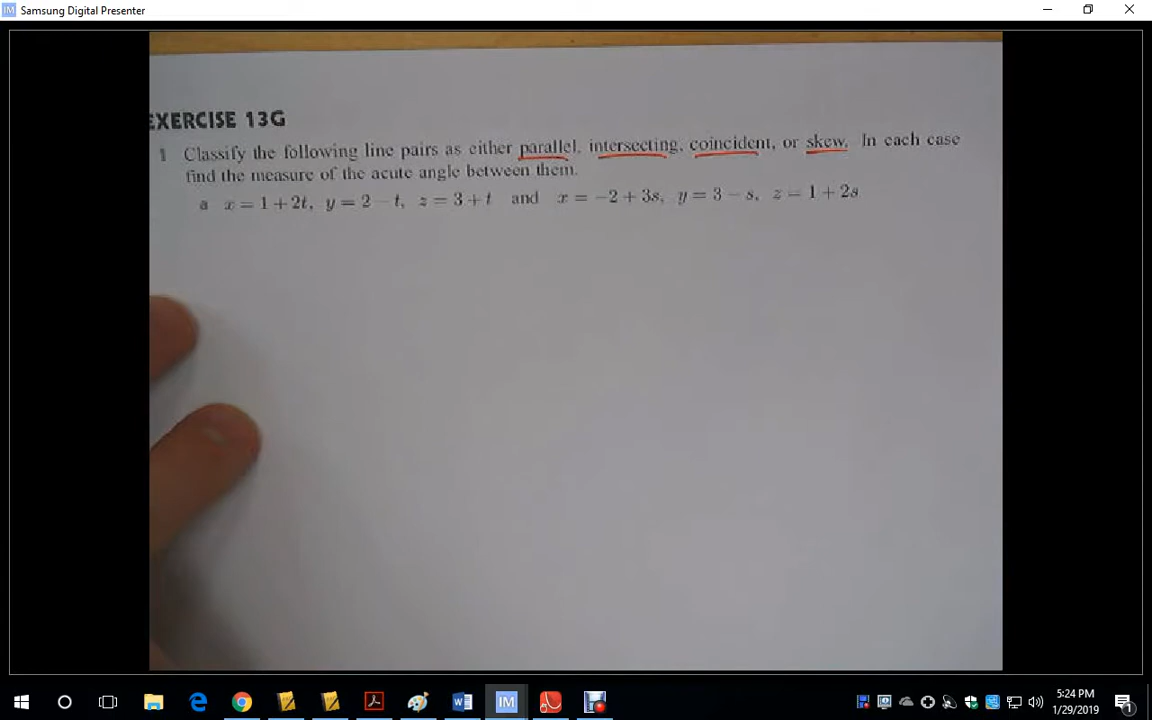 Samsung Digital Presenter
EXERCISE 13G
1 Classify the following line pairs as either parallel, intersecting, coincident, or skew. In each case
find the measure of the acute angle between them.
a x = 1 + 2t, y = 2 − t, z = 3 + t and x = −2 + 3s, y = 3 − s, z = 1 + 2s
5:24 PM
1/29/2019